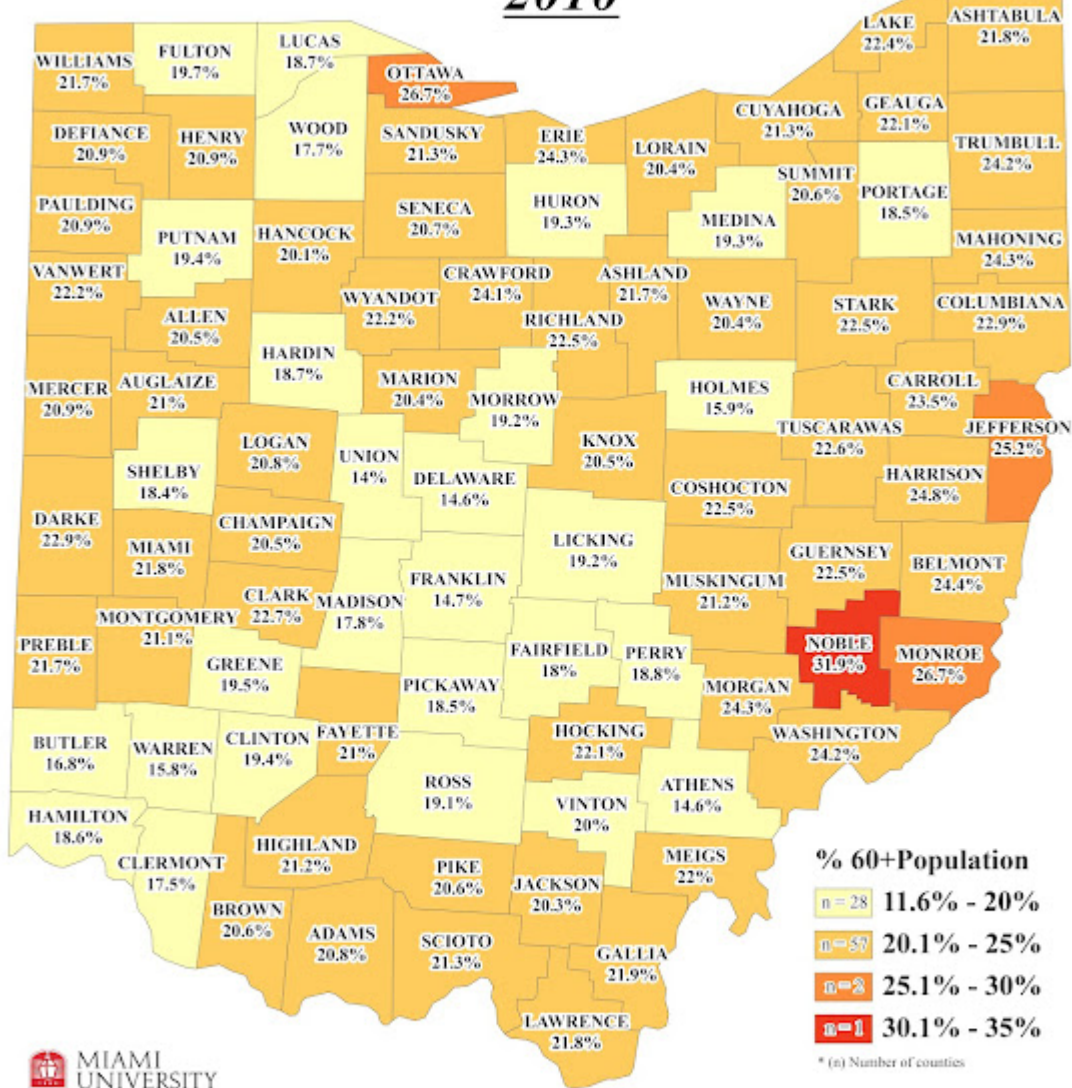 2010
LAKE
22.4%
ASHTABULA
21.8%
WILLIAMS
21.7%
FULTON
19.7%
LUCAS
18.7%
OTTAWA
26.7%
CUYAHOGA
21.3%
GEAUGA
22.1%
DEFIANCE
20.9%
HENRY
20.9%
WOOD
17.7%
SANDUSKY
21.3%
ERIE
24.3%
LORAIN
20.4%
TRUMBULL
24.2%
SUMMIT
20.6%
PORTAGE
18.5%
PAULDING
20.9%
PUTNAM
19.4%
HANCOCK
20.1%
SENECA
20.7%
HURON
19.3%
MEDINA
19.3%
MAHONING
24.3%
VANWERT
22.2%
ALLEN
20.5%
WYANDOT
22.2%
CRAWFORD
24.1%
ASHLAND
21.7%
RICHLAND
22.5%
WAYNE
20.4%
STARK
22.5%
COLUMBIANA
22.9%
MERCER
20.9%
AUGLAIZE
21%
HARDIN
18.7%
MARION
20.4%
MORROW
19.2%
HOLMES
15.9%
CARROLL
23.5%
TUSCARAWAS
22.6%
JEFFERSON
25.2%
SHELBY
18.4%
LOGAN
20.8%
UNION
14%
DELAWARE
14.6%
KNOX
20.5%
COSHOCTON
22.5%
HARRISON
24.8%
DARKE
22.9%
MIAMI
21.8%
CHAMPAIGN
20.5%
LICKING
19.2%
GUERNSEY
22.5%
BELMONT
24.4%
CLARK
22.7%
MADISON
17.8%
FRANKLIN
14.7%
MUSKINGUM
21.2%
PREBLE
21.7%
MONTGOMERY
21.1%
GREENE
19.5%
PICKAWAY
18.5%
FAIRFIELD
18%
PERRY
18.8%
MORGAN
24.3%
NOBLE
31.9%
MONROE
26.7%
BUTLER
16.8%
WARREN
15.8%
CLINTON
19.4%
FAYETTE
21%
HOCKING
22.1%
WASHINGTON
24.2%
HAMILTON
18.6%
CLERMONT
17.5%
HIGHLAND
21.2%
ROSS
19.1%
VINTON
20%
ATHENS
14.6%
BROWN
20.6%
ADAMS
20.8%
PIKE
20.6%
JACKSON
20.3%
MEIGS
22%
SCIOTO
21.3%
GALLIA
21.9%
LAWRENCE
21.8%
% 60+Population
n = 28 11.6% - 20%
n = 57 20.1% - 25%
n = 2 25.1% - 30%
n = 1 30.1% - 35%
* (n) Number of counties
MIAMI
UNIVERSITY